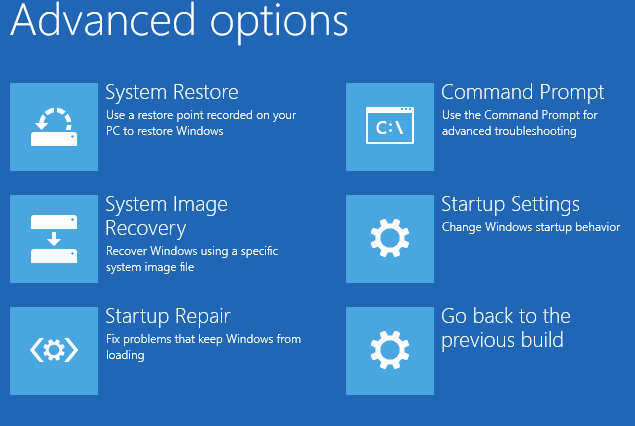 Advanced options
System Restore
Use a restore point recorded on your
PC to restore Windows
System Image
Recovery
Recover Windows using a specific
system image file
Startup Repair
Fix problems that keep Windows from
loading
Command Prompt
Use the Command Prompt for
advanced troubleshooting
C:\
Startup Settings
Change Windows startup behavior
Go back to the
previous build